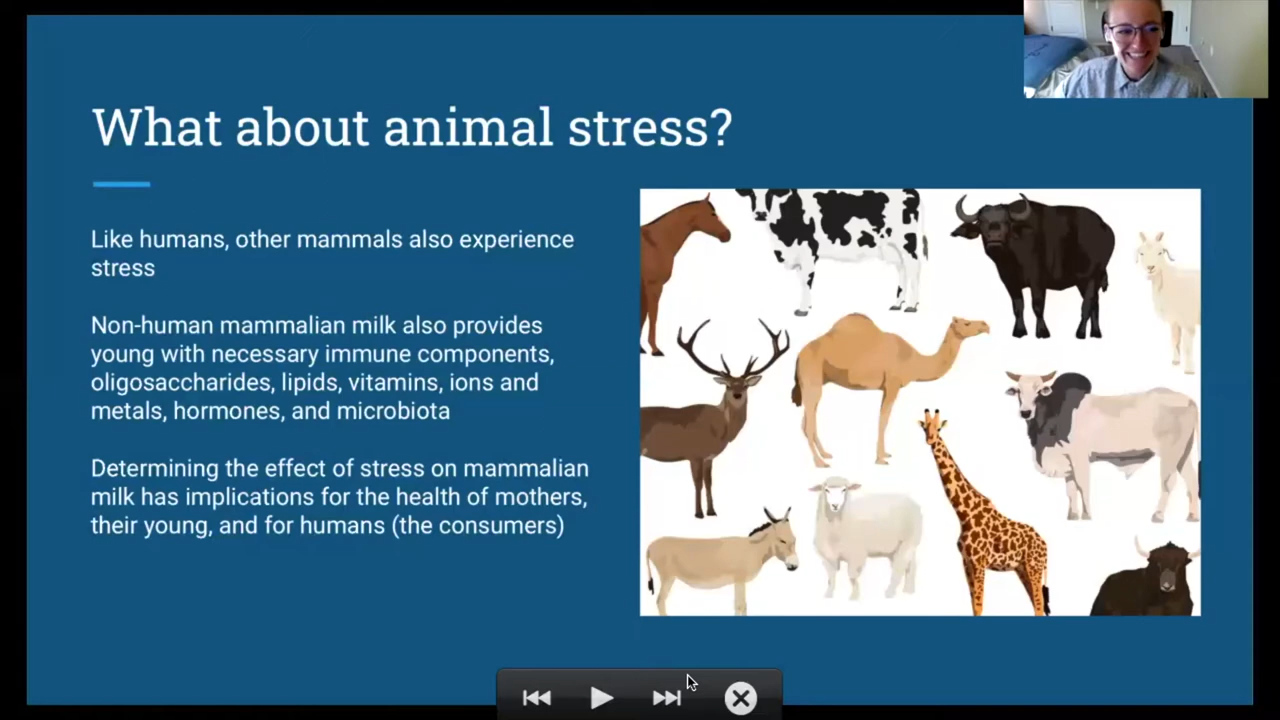 What about animal stress?
Like humans, other mammals also experience
stress
Non-human mammalian milk also provides
young with necessary immune components,
oligosaccharides, lipids, vitamins, ions and
metals, hormones, and microbiota
Determining the effect of stress on mammalian
milk has implications for the health of mothers,
their young, and for humans (the consumers)